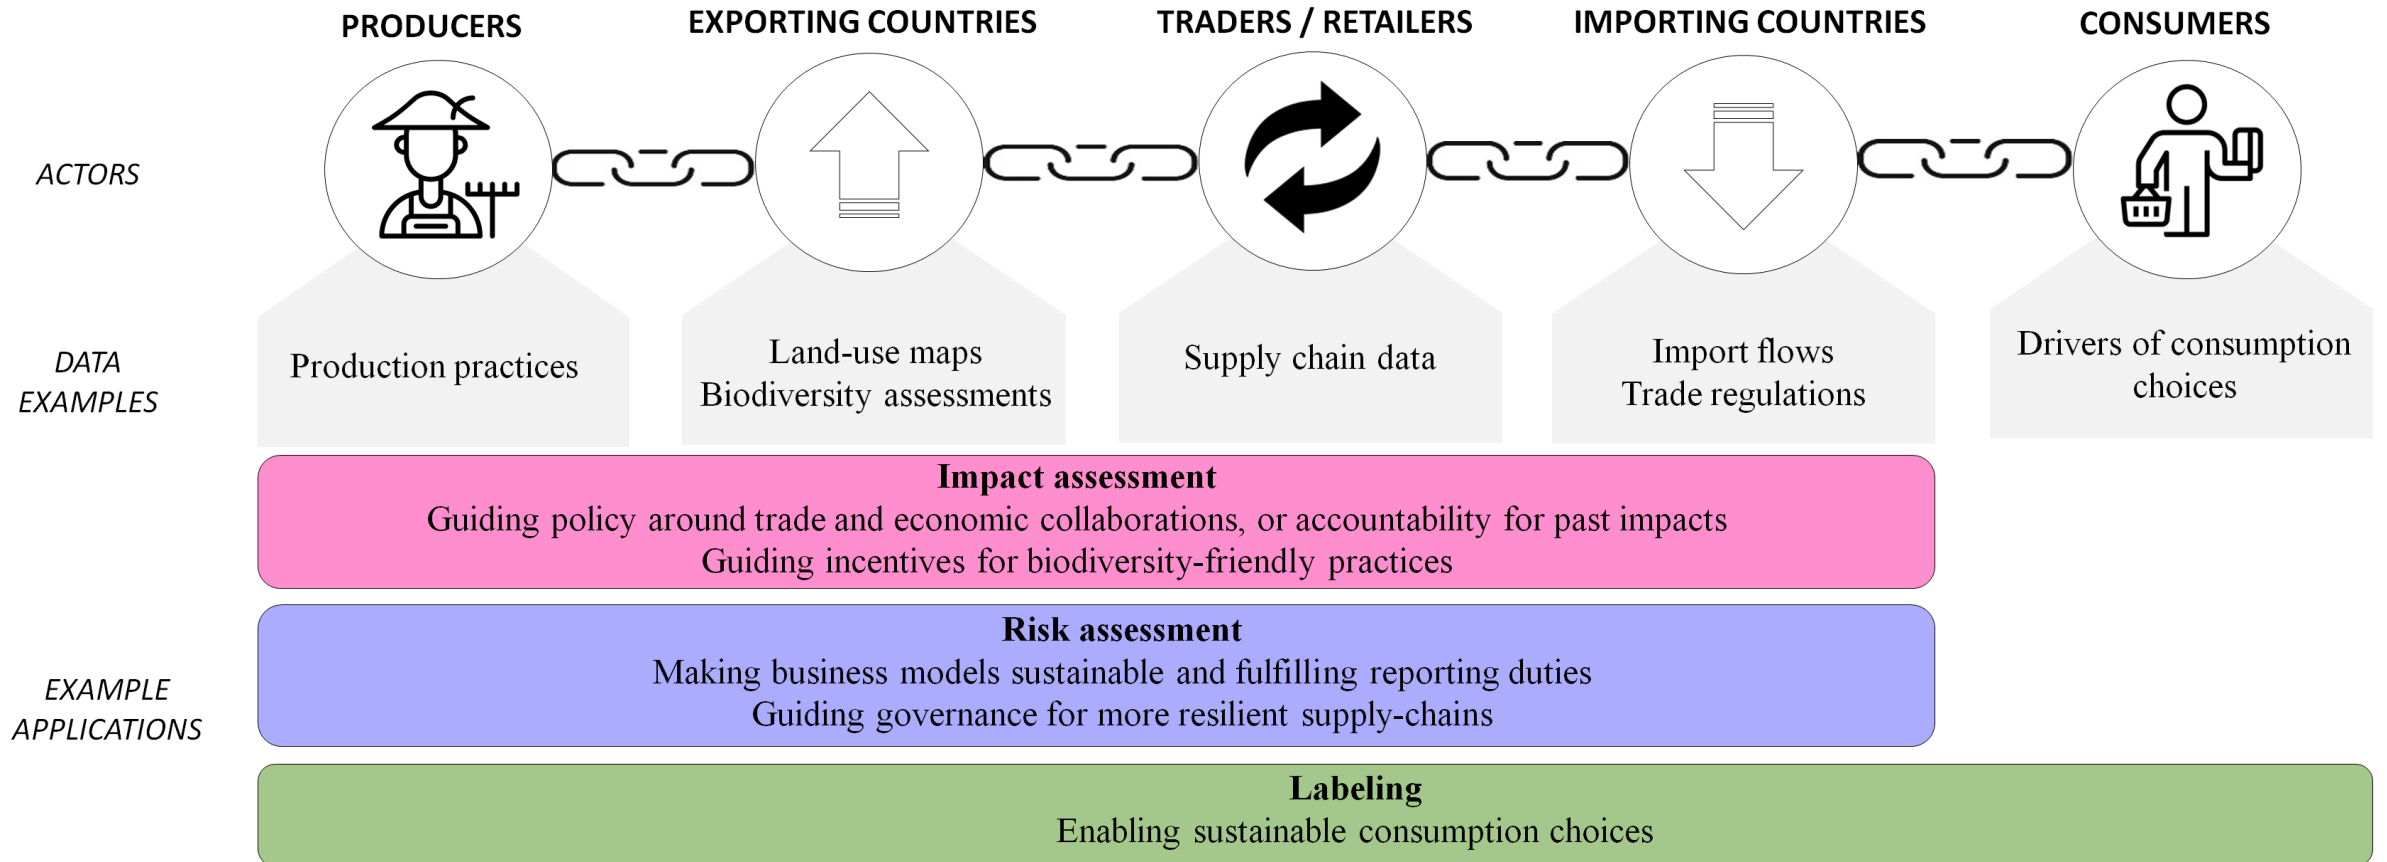 PRODUCERS
EXPORTING COUNTRIES
TRADERS / RETAILERS
IMPORTING COUNTRIES
CONSUMERS
ACTORS
DATA
EXAMPLES
Production practices
Land-use maps
Biodiversity assessments
Supply chain data
Import flows
Trade regulations
Drivers of consumption
choices
EXAMPLE
APPLICATIONS
Impact assessment
Guiding policy around trade and economic collaborations, or accountability for past impacts
Guiding incentives for biodiversity-friendly practices
Risk assessment
Making business models sustainable and fulfilling reporting duties
Guiding governance for more resilient supply-chains
Labeling
Enabling sustainable consumption choices